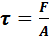 τ = F/A